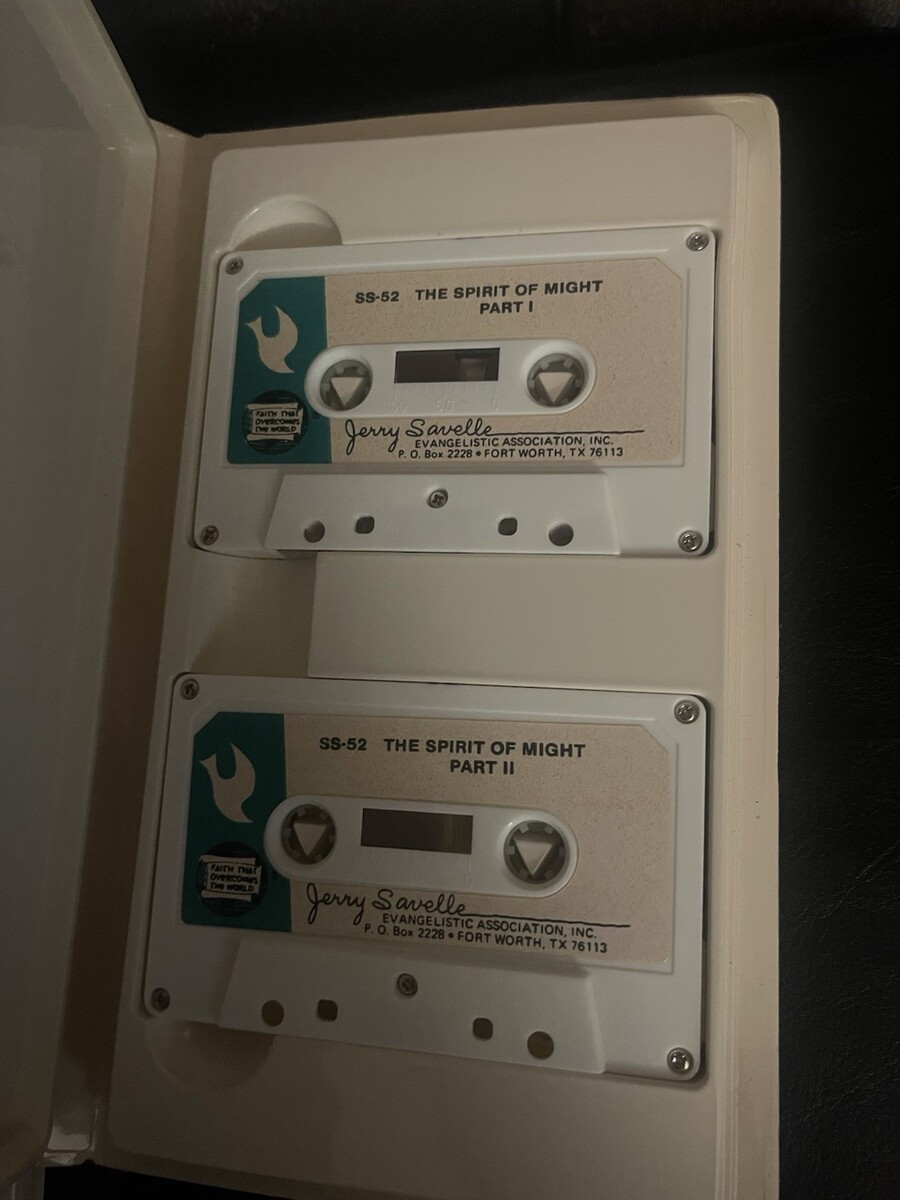 SS-52 THE SPIRIT OF MIGHT
PART I
FAITH THAT
OVERCOMES
THE WORLD
Jerry Savelle
EVANGELISTIC ASSOCIATION, INC.
P. O. Box 2228 • FORT WORTH, TX 76113
SS-52 THE SPIRIT OF MIGHT
PART II
FAITH THAT
OVERCOMES
THE WORLD
Jerry Savelle
EVANGELISTIC ASSOCIATION, INC.
P. O. Box 2228 • FORT WORTH, TX 76113